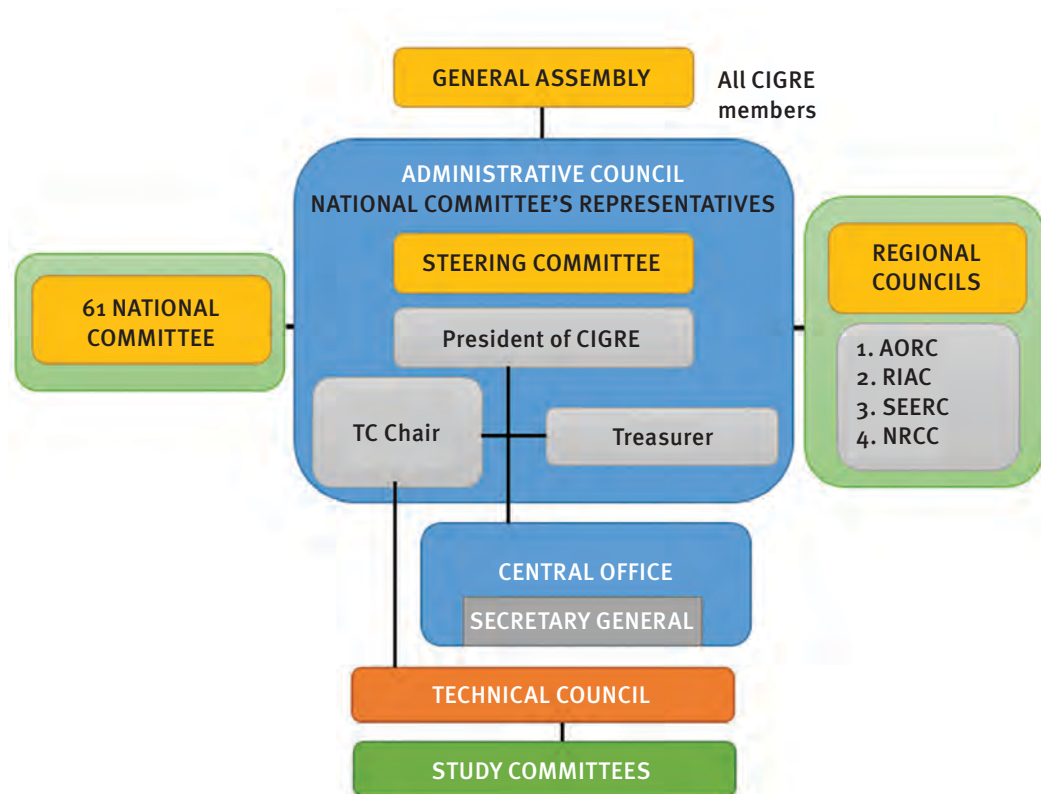 GENERAL ASSEMBLY
All CIGRE
members
ADMINISTRATIVE COUNCIL
NATIONAL COMMITTEE’S REPRESENTATIVES
STEERING COMMITTEE
President of CIGRE
TC Chair
Treasurer
61 NATIONAL
COMMITTEE
REGIONAL
COUNCILS
1. AORC
2. RIAC
3. SEERC
4. NRCC
CENTRAL OFFICE
SECRETARY GENERAL
TECHNICAL COUNCIL
STUDY COMMITTEES